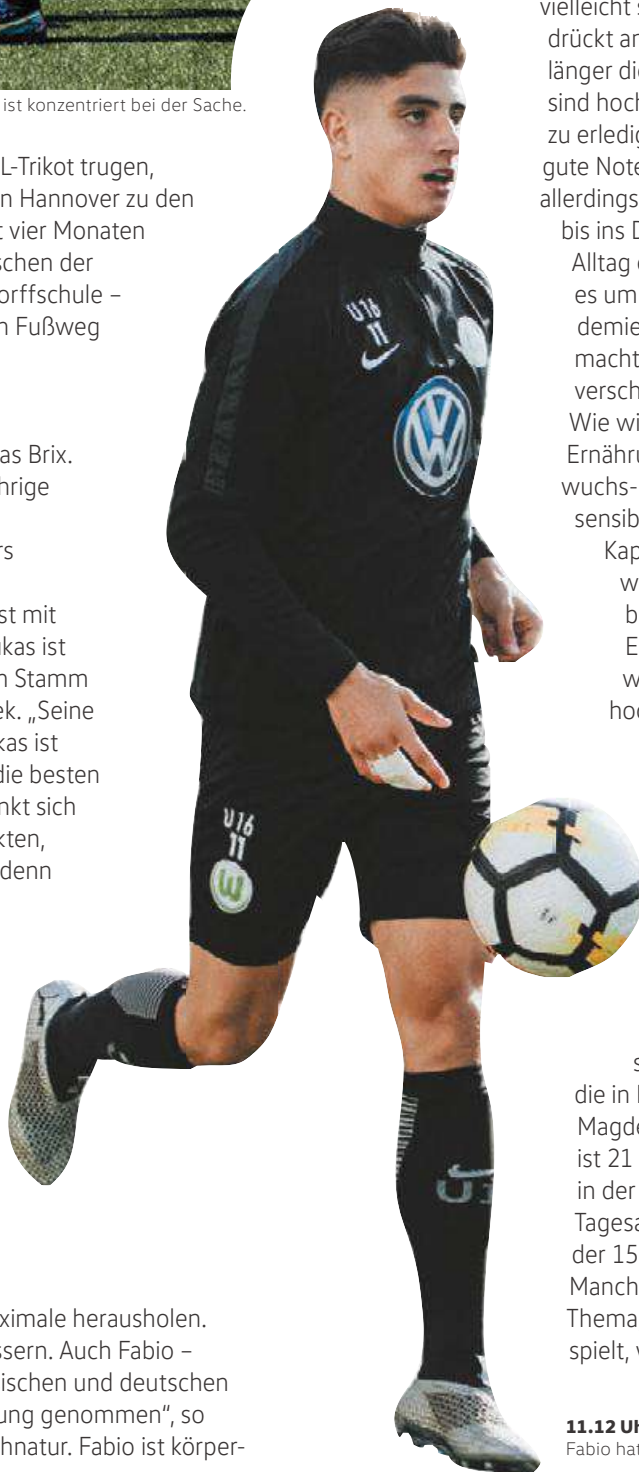 ist konzentriert bei der Sache.
L-Trikot trugen,
n Hannover zu den
vier Monaten
schen der
orffschule –
n Fußweg
as Brix.
hrige
rs
st mit
kas ist
n Stamm
ek. „Seine
kas ist
die besten
nkt sich
kten,
denn
ximale herausholen.
ssern. Auch Fabio –
ischen und deutschen
ung genommen“, so
hnatur. Fabio ist körper-
U16
11
U16
11
W
vielleicht s
drückt an
länger die
sind hoch
zu erledig
gute Note
allerdings
bis ins D
Alltag
es um
demie
macht
versch
Wie wi
Ernähru
wuchs-
sensib
Kap
w
b
E
w
hoc
s
die in
Magde
ist 21
in der
Tagesa
der 15
Manch
Thema
spielt, v
11.12 Uh
Fabio hat